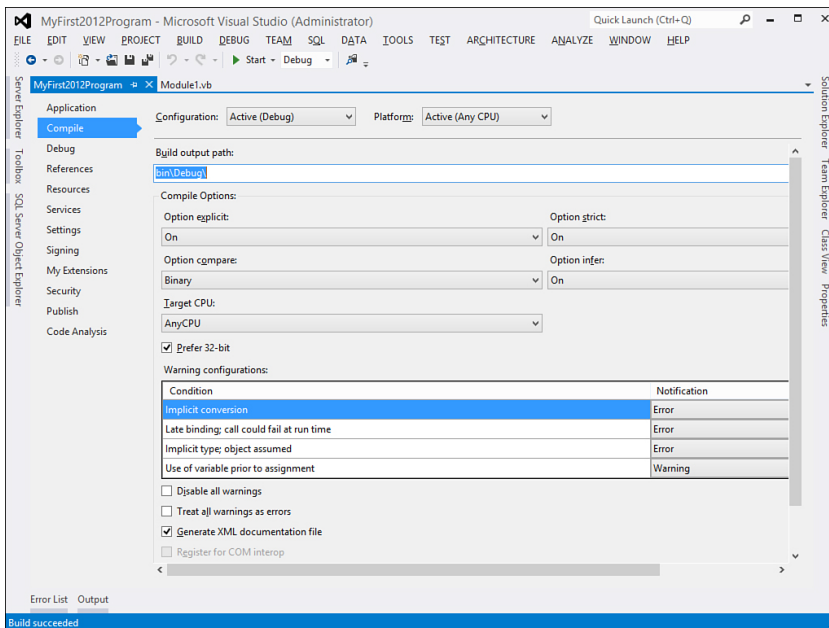 MyFirst2012Program - Microsoft Visual Studio (Administrator)
Quick Launch (Ctrl+Q)
FILE EDIT VIEW PROJECT BUILD DEBUG TEAM SQL DATA TOOLS TEST ARCHITECTURE ANALYZE WINDOW HELP
Start Debug
MyFirst2012Program Module1.vb
Server Explorer
Toolbox
SQL Server Object Explorer
Application
Compile
Debug
References
Resources
Services
Settings
Signing
My Extensions
Security
Publish
Code Analysis
Configuration: Active (Debug) Platform: Active (Any CPU)
Build output path:
bin\Debug\
Compile Options:
Option explicit: Option strict:
On On
Option compare: Option infer:
Binary On
Target CPU:
AnyCPU
Prefer 32-bit
Warning configurations:
Condition Notification
Implicit conversion Error
Late binding; call could fail at run time Error
Implicit type; object assumed Error
Use of variable prior to assignment Warning
Disable all warnings
Treat all warnings as errors
Generate XML documentation file
Register for COM interop
Solution Explorer
Team Explorer
Class View
Properties
Error List Output
Build succeeded